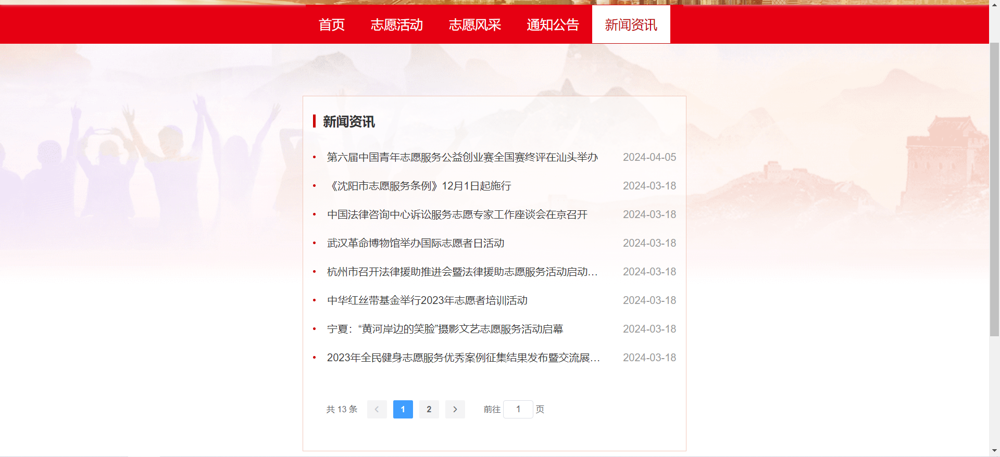 首页 志愿活动 志愿风采 通知公告 新闻资讯
新闻资讯
第六届中国青年志愿服务公益创业赛全国赛终评在汕头举办 2024-04-05
《沈阳市志愿服务条例》12月1日起施行 2024-03-18
中国法律咨询中心诉讼服务志愿专家工作座谈会在京召开 2024-03-18
武汉革命博物馆举办国际志愿者日活动 2024-03-18
杭州市召开法律援助推进会暨法律援助志愿服务活动启动… 2024-03-18
中华红丝带基金举行2023年志愿者培训活动 2024-03-18
宁夏：“黄河岸边的笑脸”摄影文艺志愿服务活动启幕 2024-03-18
2023年全民健身志愿服务优秀案例征集结果发布暨交流展… 2024-03-18
共 13 条 1 2 前往 1 页